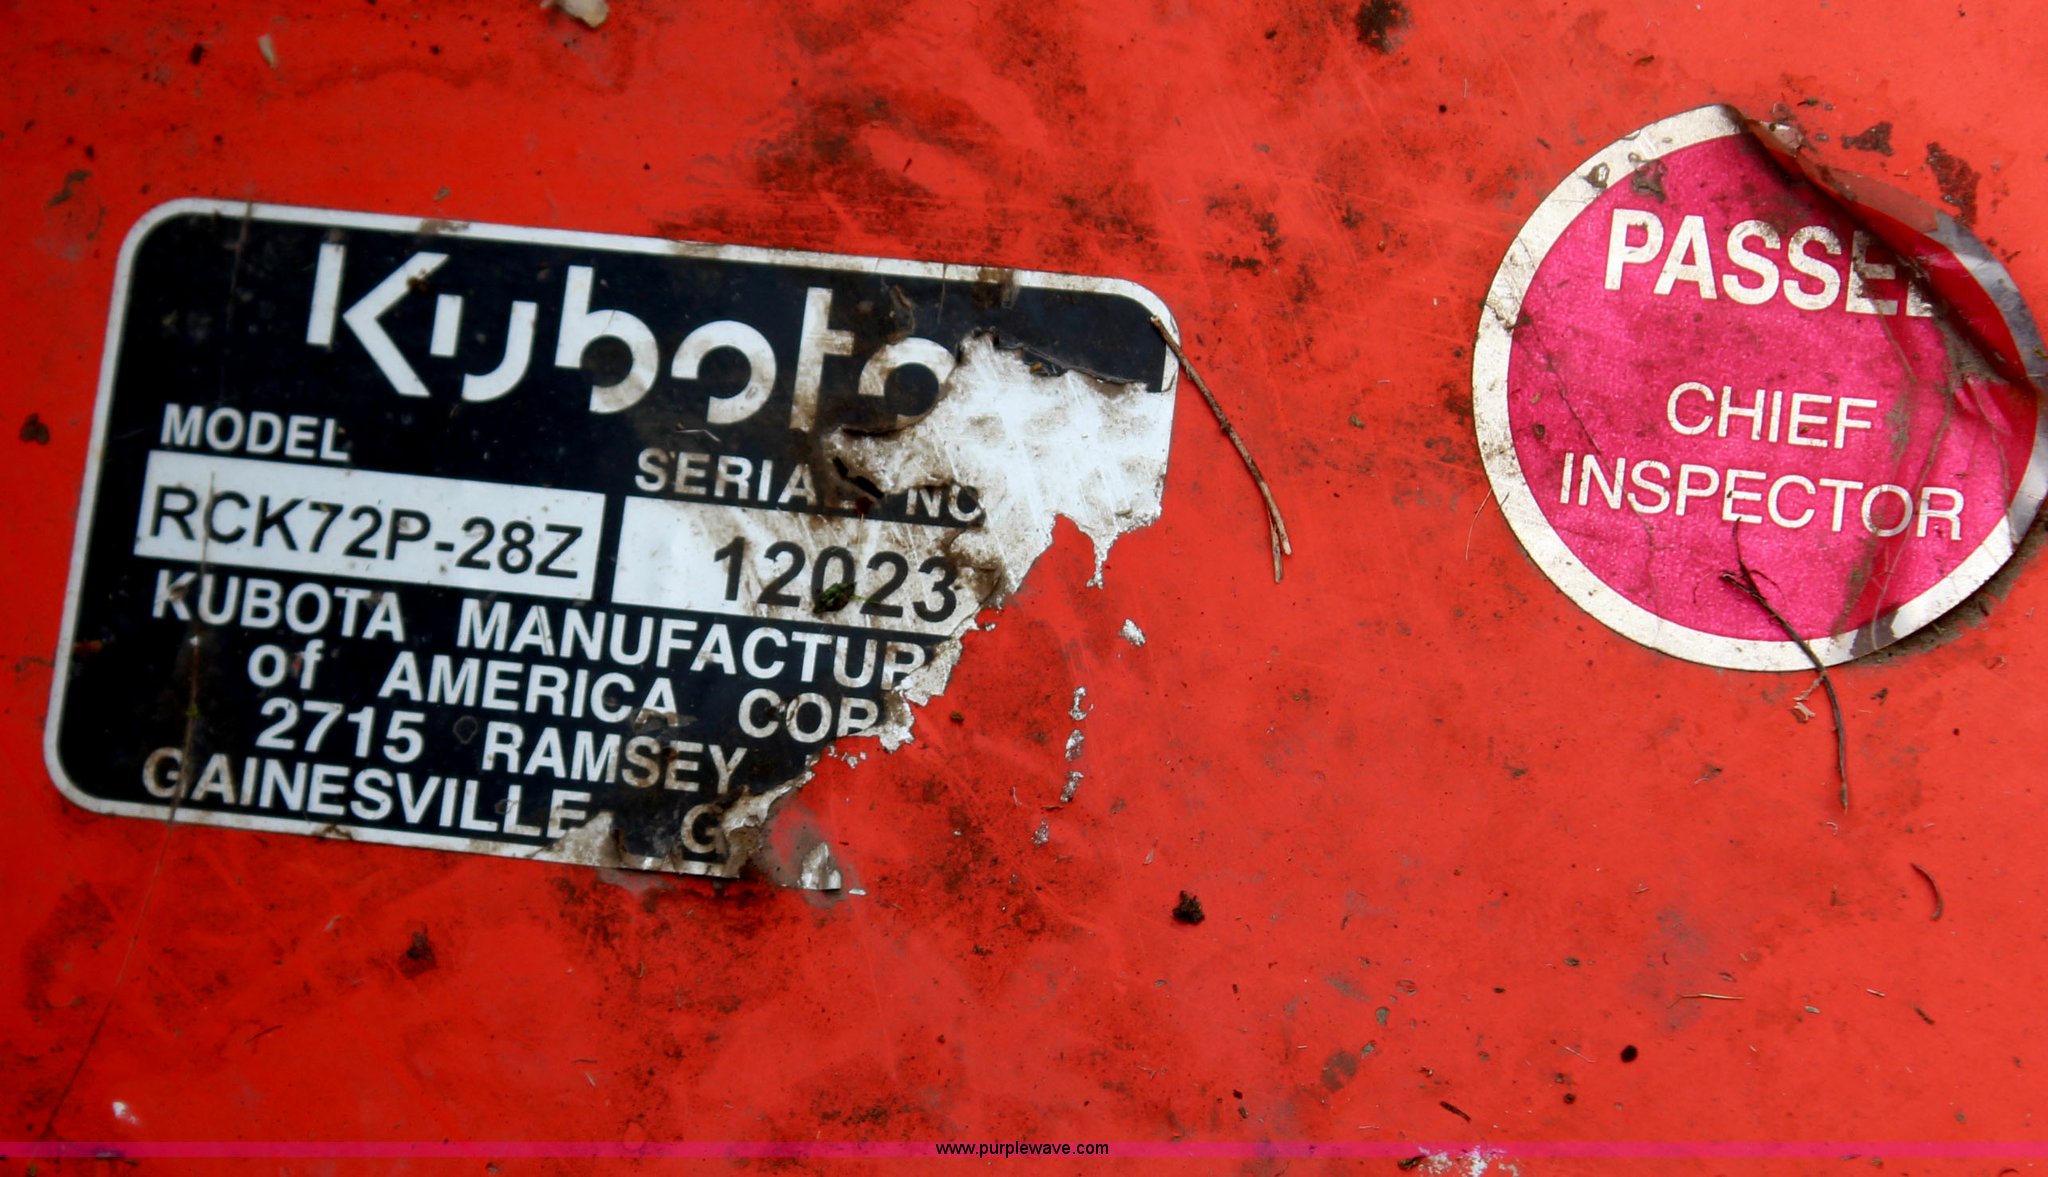 Kubota
MODEL
SERIAL NO
RCK72P-28Z
12023
KUBOTA MANUFACTUR
of AMERICA COR
2715 RAMSEY
GAINESVILLE G
PASSED
CHIEF
INSPECTOR
www.purplewave.com